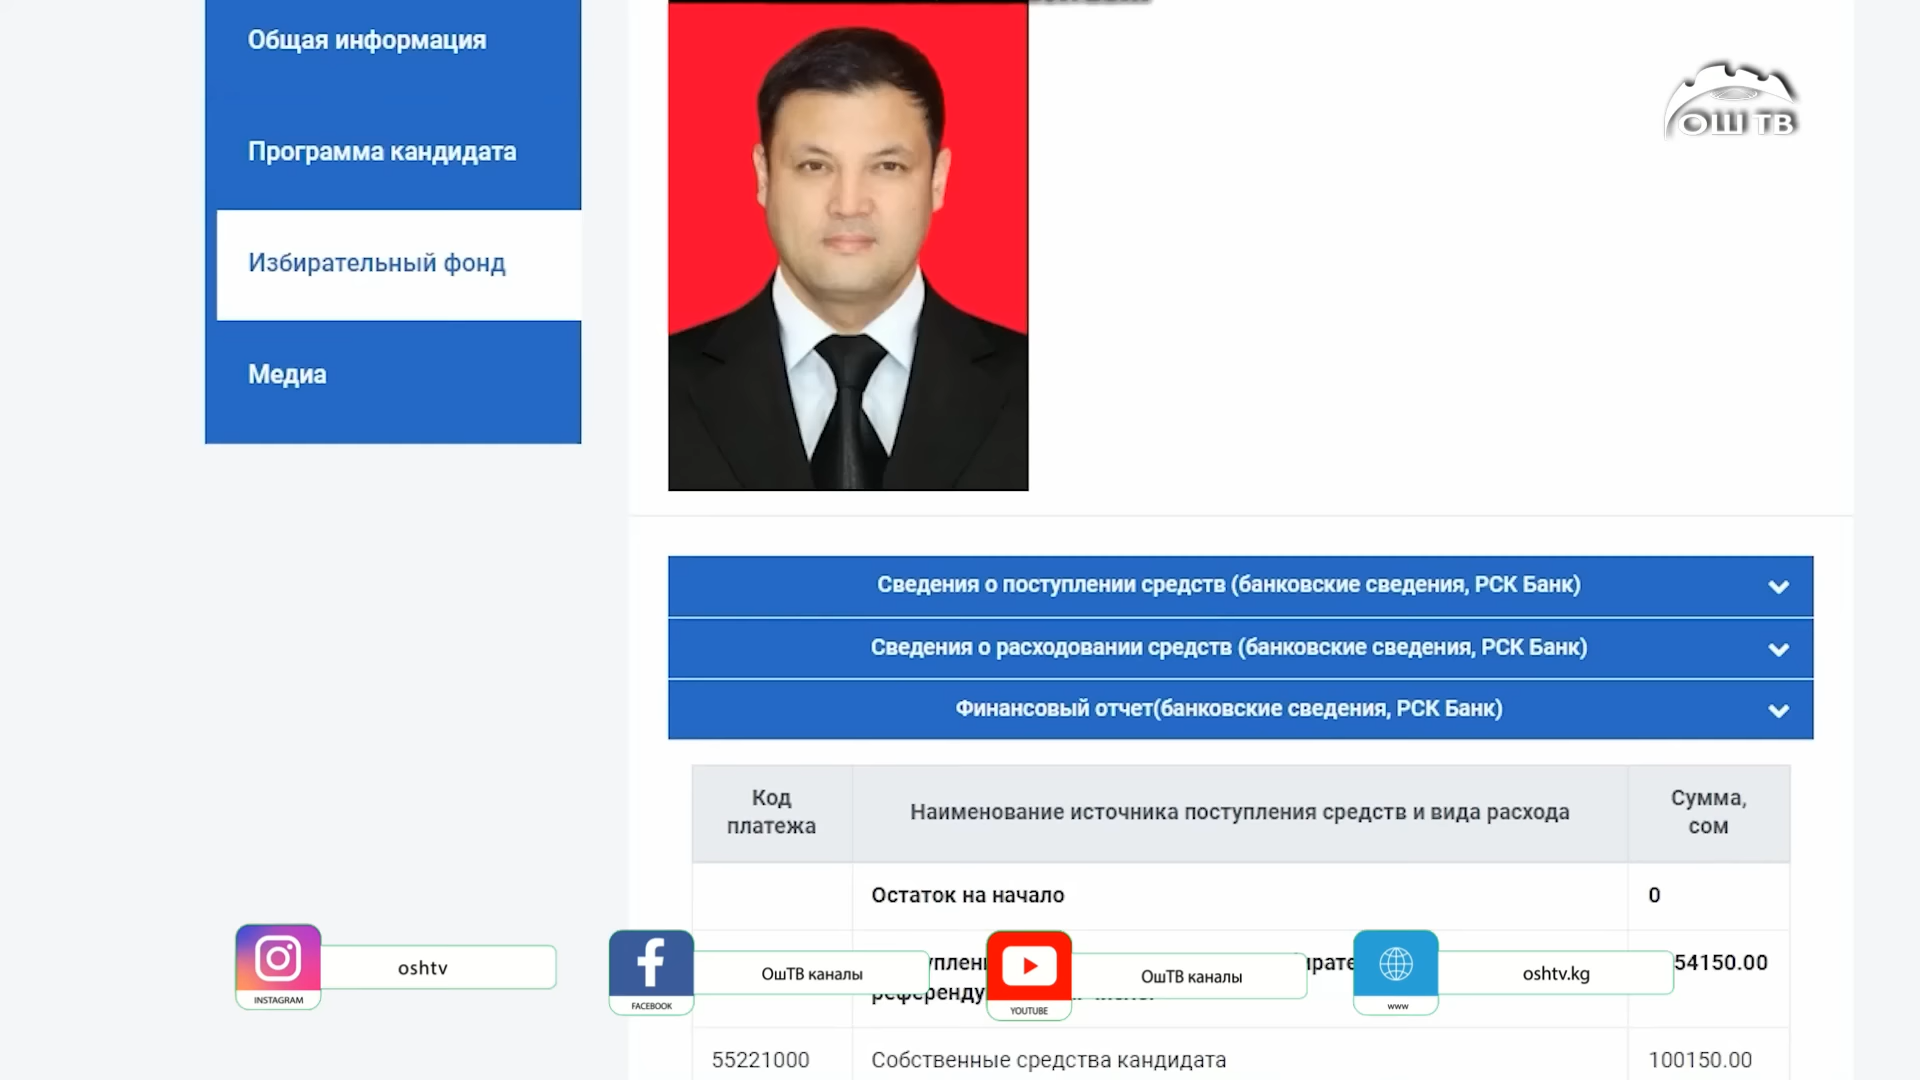 Общая информация
Программа кандидата
Избирательный фонд
Медиа
ОШ ТВ
Сведения о поступлении средств (банковские сведения, РСК Банк)
Сведения о расходовании средств (банковские сведения, РСК Банк)
Финансовый отчет(банковские сведения, РСК Банк)
Код
платежа
Наименование источника поступления средств и вида расхода
Сумма,
сом
Остаток на начало
0
54150.00
55221000
Собственные средства кандидата
100150.00
INSTAGRAM
oshtv
FACEBOOK
ОшТВ каналы
YOUTUBE
ОшТВ каналы
www
oshtv.kg